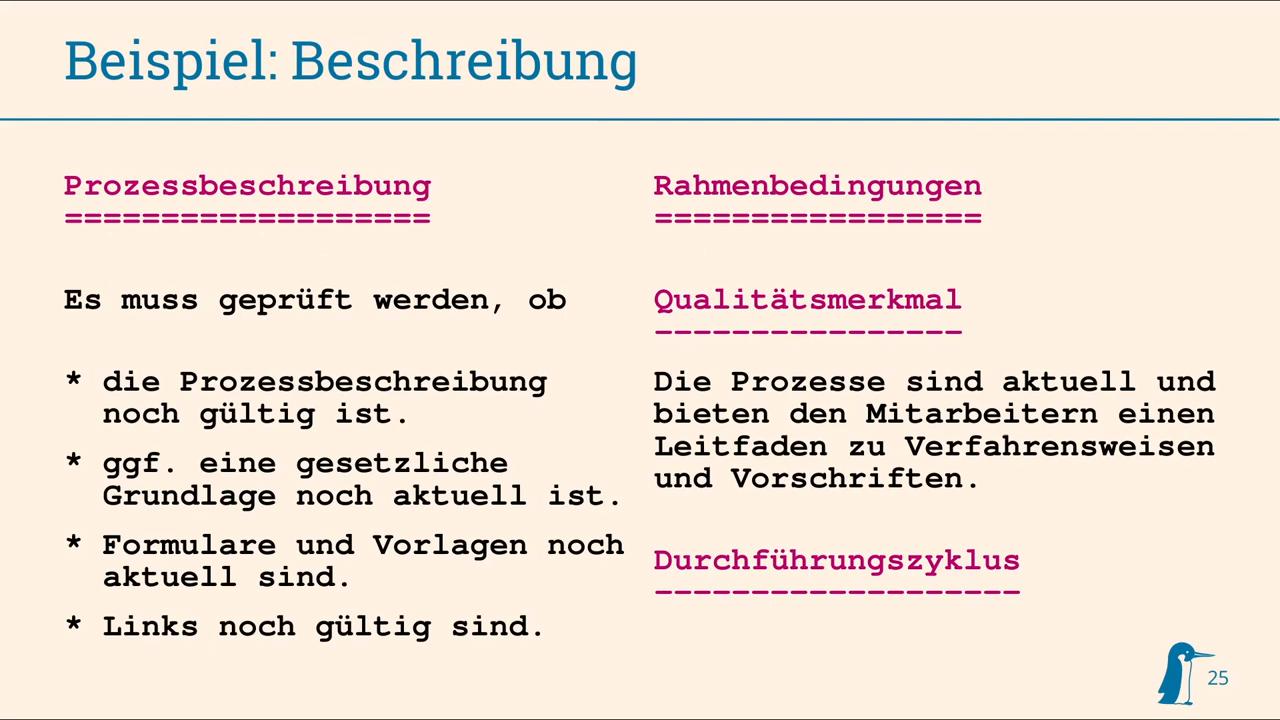 Beispiel: Beschreibung
Prozessbeschreibung
===================
Es muss geprüft werden, ob
* die Prozessbeschreibung
noch gültig ist.
* ggf. eine gesetzliche
Grundlage noch aktuell ist.
* Formulare und Vorlagen noch
aktuell sind.
* Links noch gültig sind.
Rahmenbedingungen
=================
Qualitätsmerkmal
----------------
Die Prozesse sind aktuell und
bieten den Mitarbeitern einen
Leitfaden zu Verfahrensweisen
und Vorschriften.
Durchführungszyklus
-------------------
25